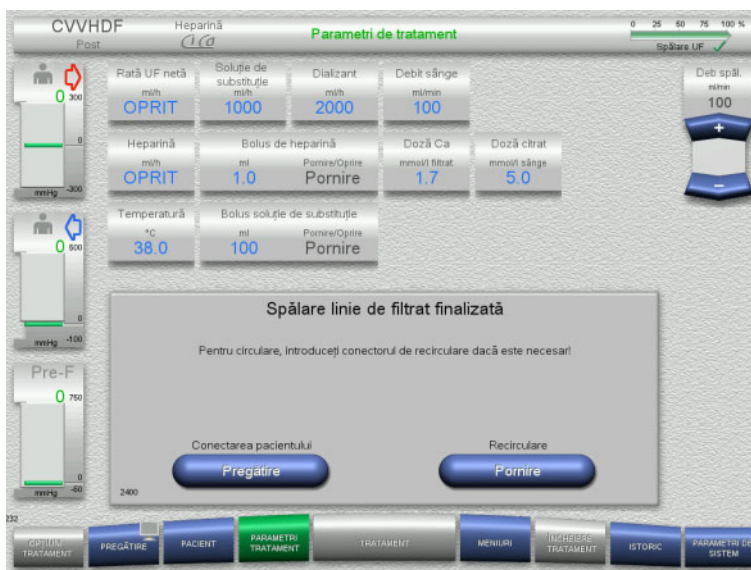 CVVHDF
Post
Heparină
Ci Ca
Parametri de tratament
0 25 50 75 100 %
Spălare UF
0 300
0
mmHg -300
Rată UF netă
ml/h
OPRIT
Soluție de
substituție
ml/h
1000
Dializant
ml/h
2000
Debit sânge
ml/min
100
Deb spăl.
ml/min
100
+
−
Heparină
ml/h
OPRIT
Bolus de heparină
ml Pornire/Oprire
1.0 Pornire
Doză Ca
mmol/l filtrat
1.7
Doză citrat
mmol/l sânge
5.0
0 500
0
mmHg -100
Temperatură
°C
38.0
Bolus soluție de substituție
ml Pornire/Oprire
100 Pornire
Pre-F
0 750
0
mmHg -50
Spălare linie de filtrat finalizată
Pentru circulare, introduceți conectorul de recirculare dacă este necesar!
Conectarea pacientului
Pregătire
Recirculare
Pornire
2400
232
OPȚIUNI
TRATAMENT
PREGĂTIRE
PACIENT
PARAMETRI
TRATAMENT
TRATAMENT
MENIURI
ÎNCHEIERE
TRATAMENT
ISTORIC
PARAMETRI DE
SISTEM